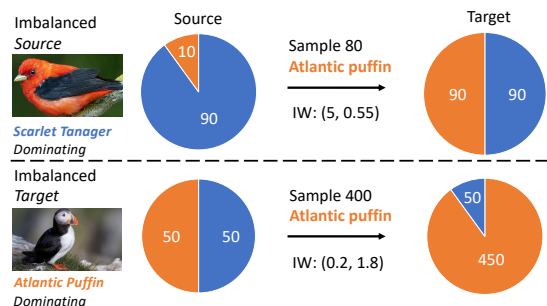 Imbalanced
Source
Scarlet Tanager
Dominating
Source
10
90
Sample 80
Atlantic puffin
IW: (5, 0.55)
Target
90
90
Imbalanced
Target
Atlantic Puffin
Dominating
50
50
Sample 400
Atlantic puffin
IW: (0.2, 1.8)
50
450